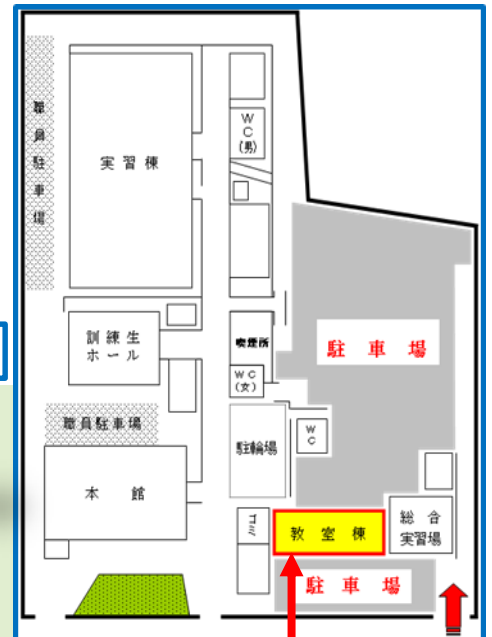 職員駐車場
実習棟
WC
(男)
訓練生
ホール
喫煙所
WC
(女)
駐車場
職員駐車場
駐輪場
WC
本館
ゴミ
教室棟
総合
実習場
駐車場